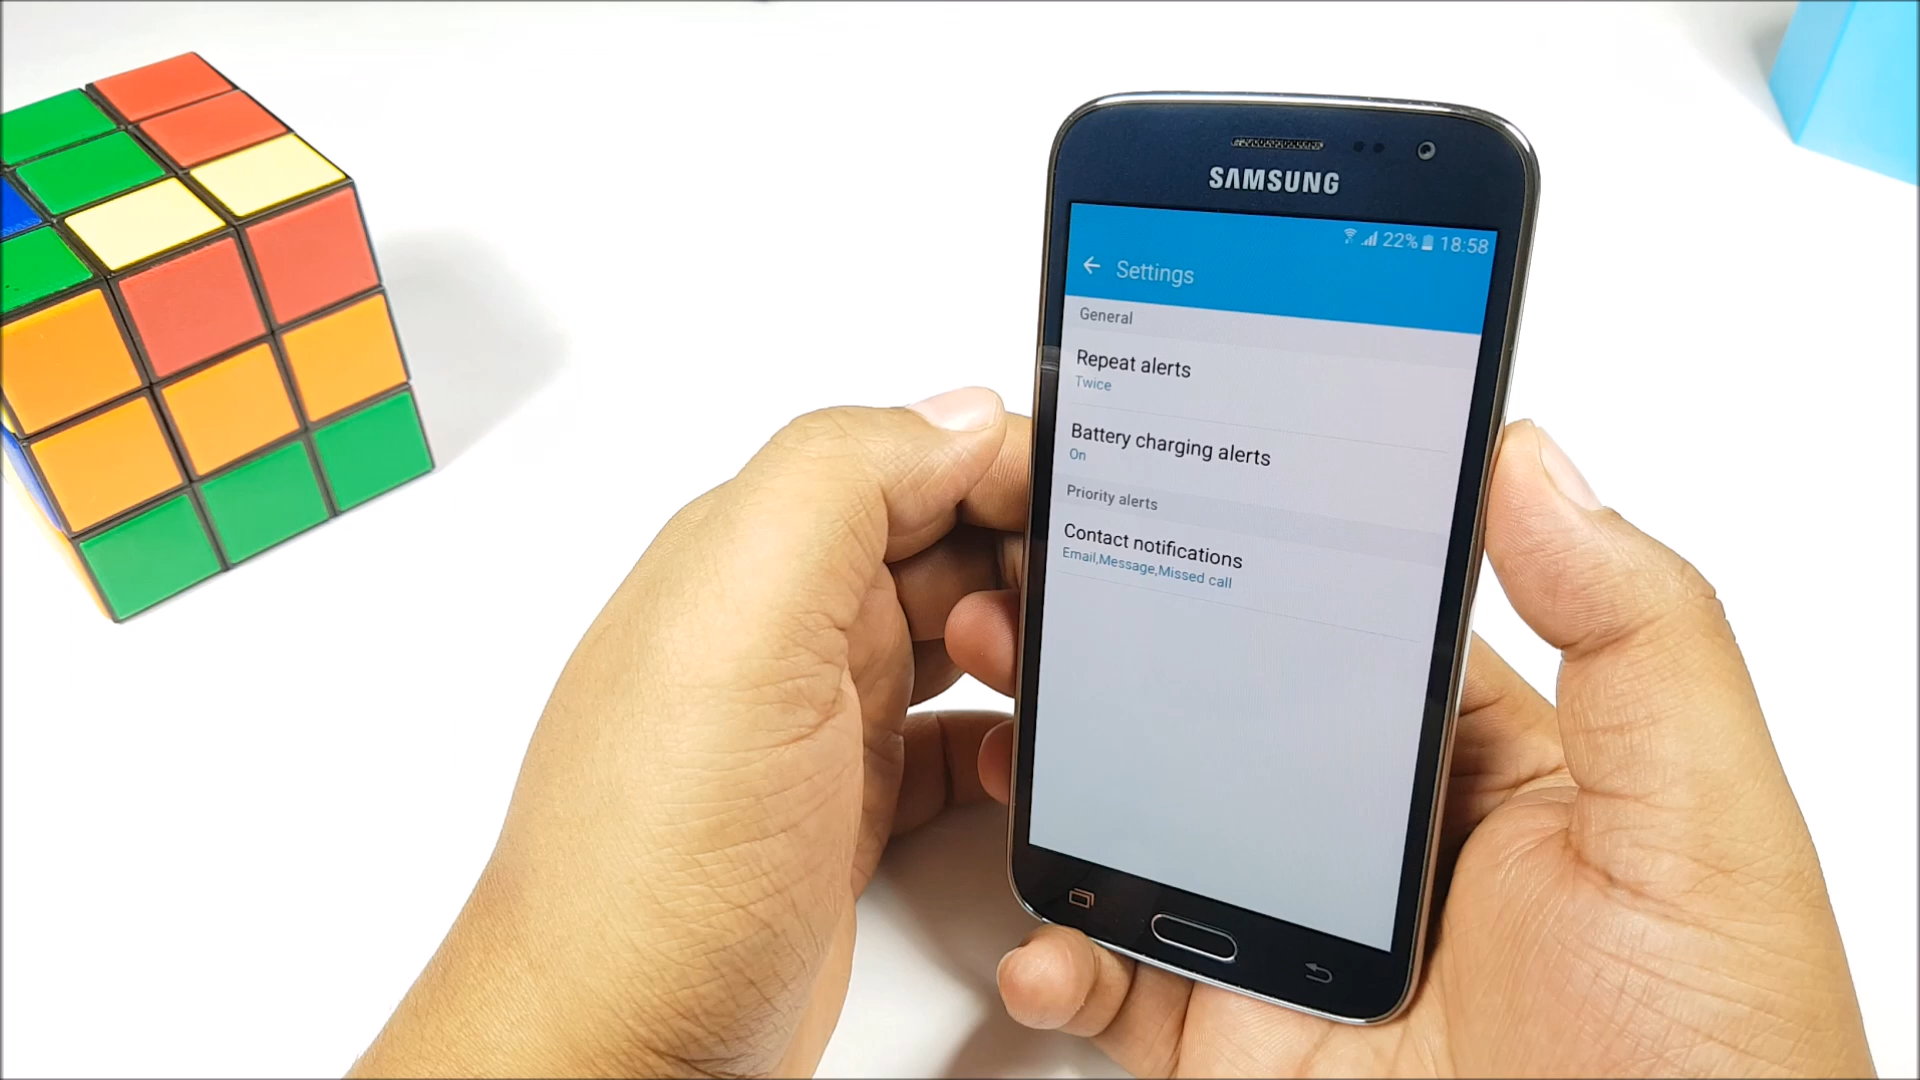 SAMSUNG
22% 18:58
Settings
General
Repeat alerts
Twice
Battery charging alerts
On
Priority alerts
Contact notifications
Email,Message,Missed call